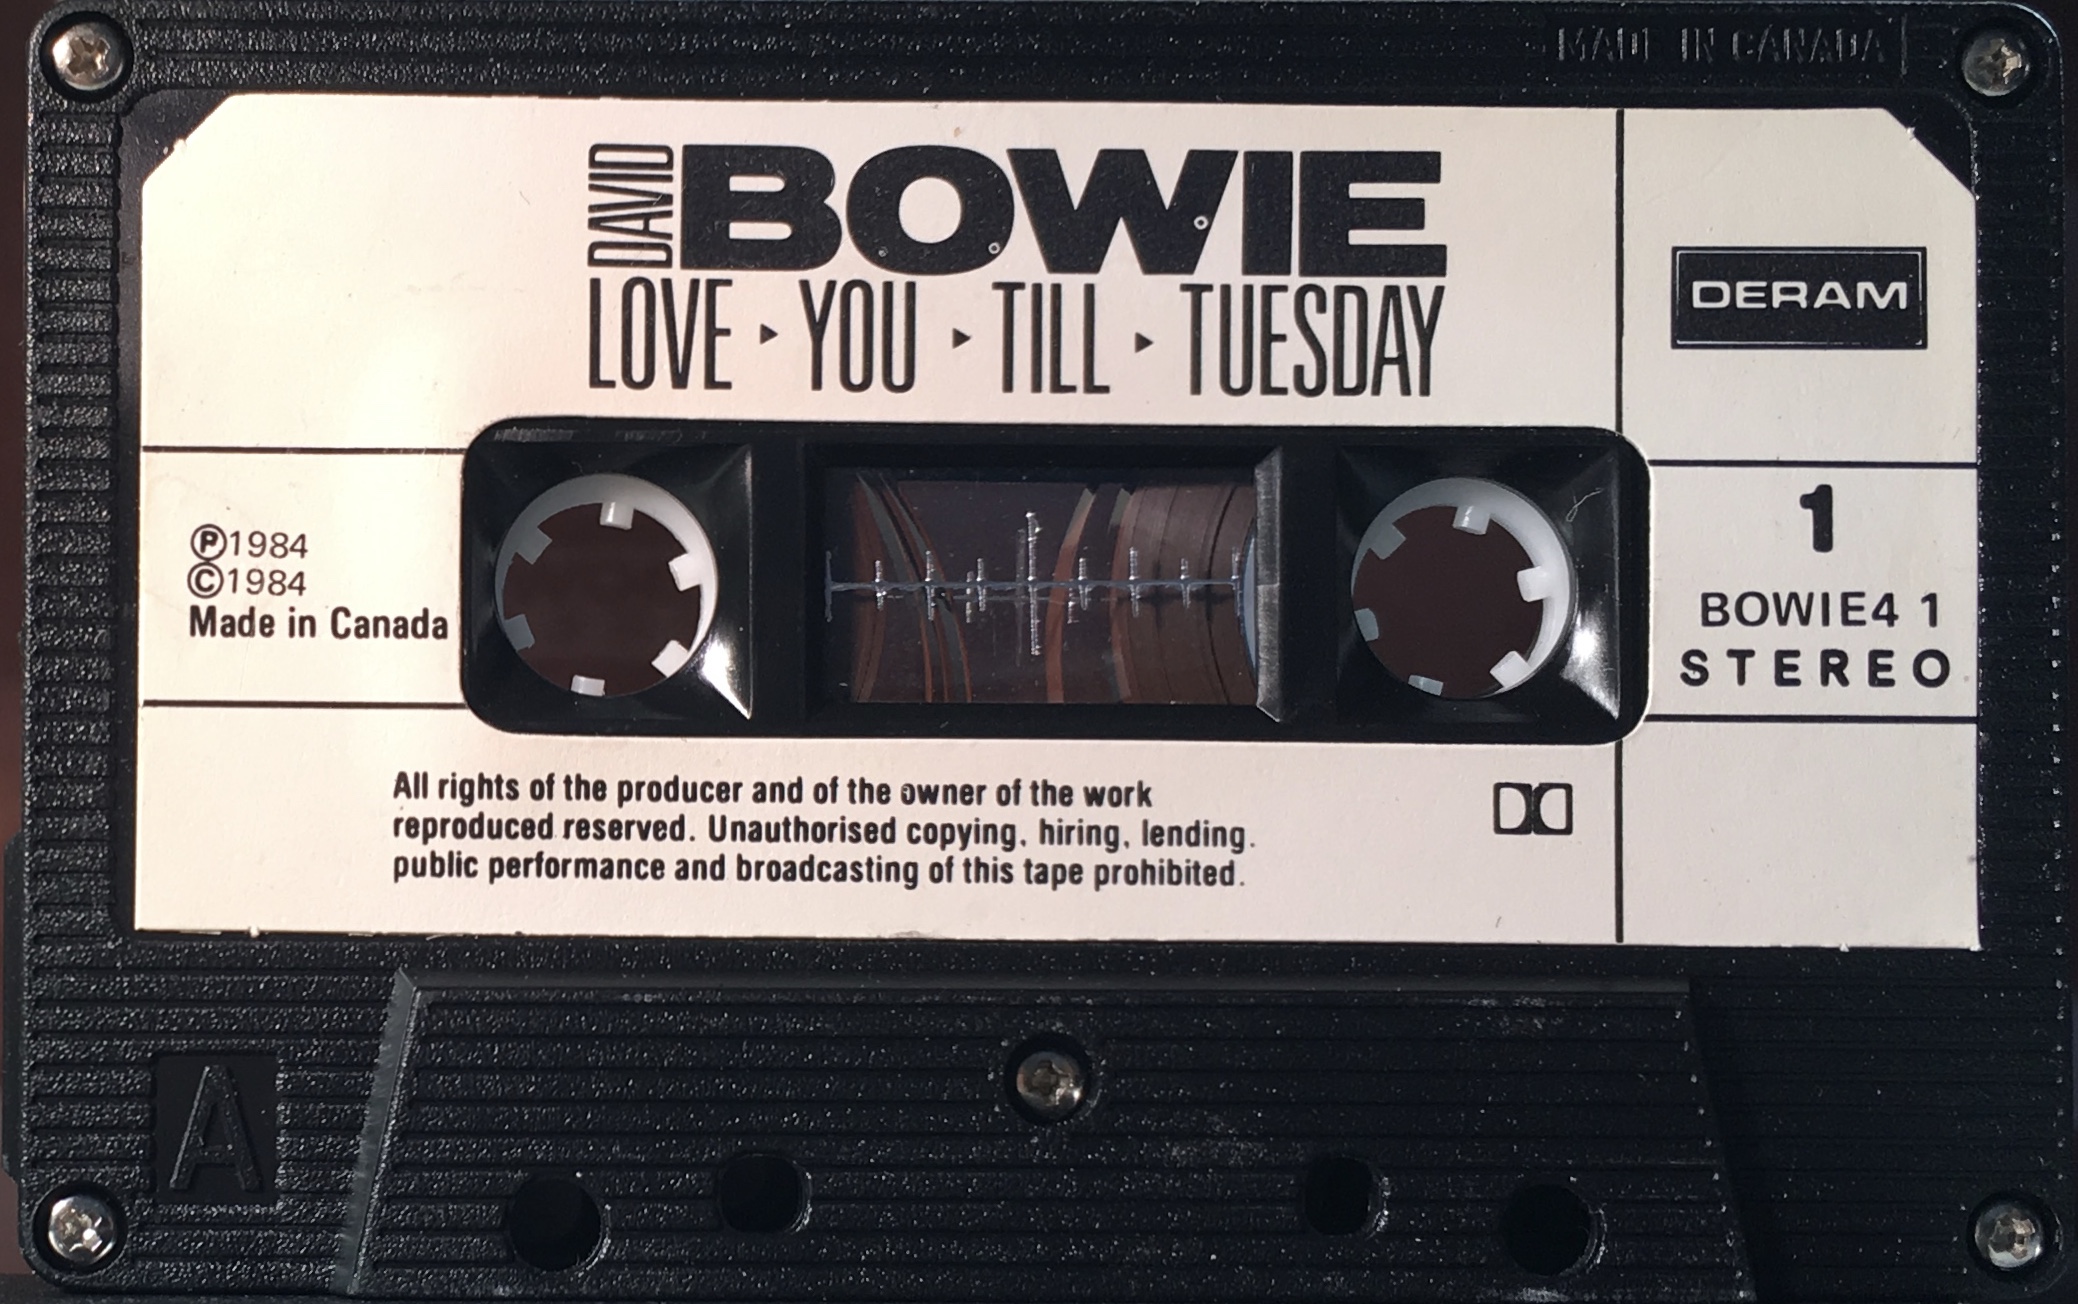 MADE IN CANADA
DAVID BOWIE
LOVE ▸ YOU ▸ TILL ▸ TUESDAY
DERAM
1
BOWIE4 1
STEREO
Ⓟ1984
©1984
Made in Canada
All rights of the producer and of the owner of the work
reproduced reserved. Unauthorised copying, hiring, lending.
public performance and broadcasting of this tape prohibited.
A